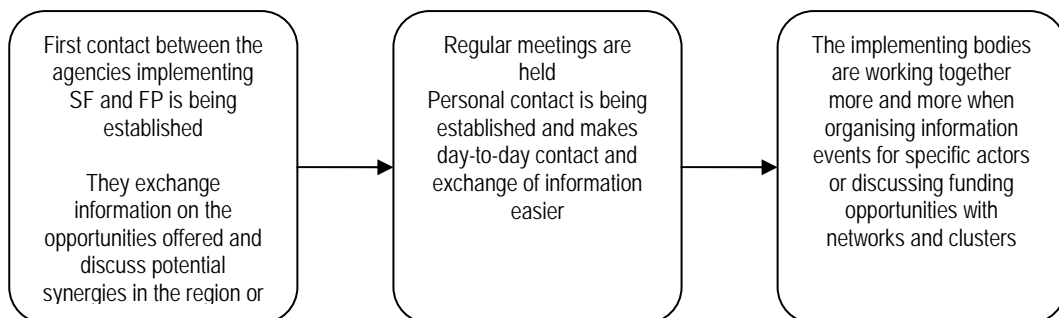 First contact between the
agencies implementing
SF and FP is being
established
They exchange
information on the
opportunities offered and
discuss potential
synergies in the region or
Regular meetings are
held
Personal contact is being
established and makes
day-to-day contact and
exchange of information
easier
The implementing bodies
are working together
more and more when
organising information
events for specific actors
or discussing funding
opportunities with
networks and clusters